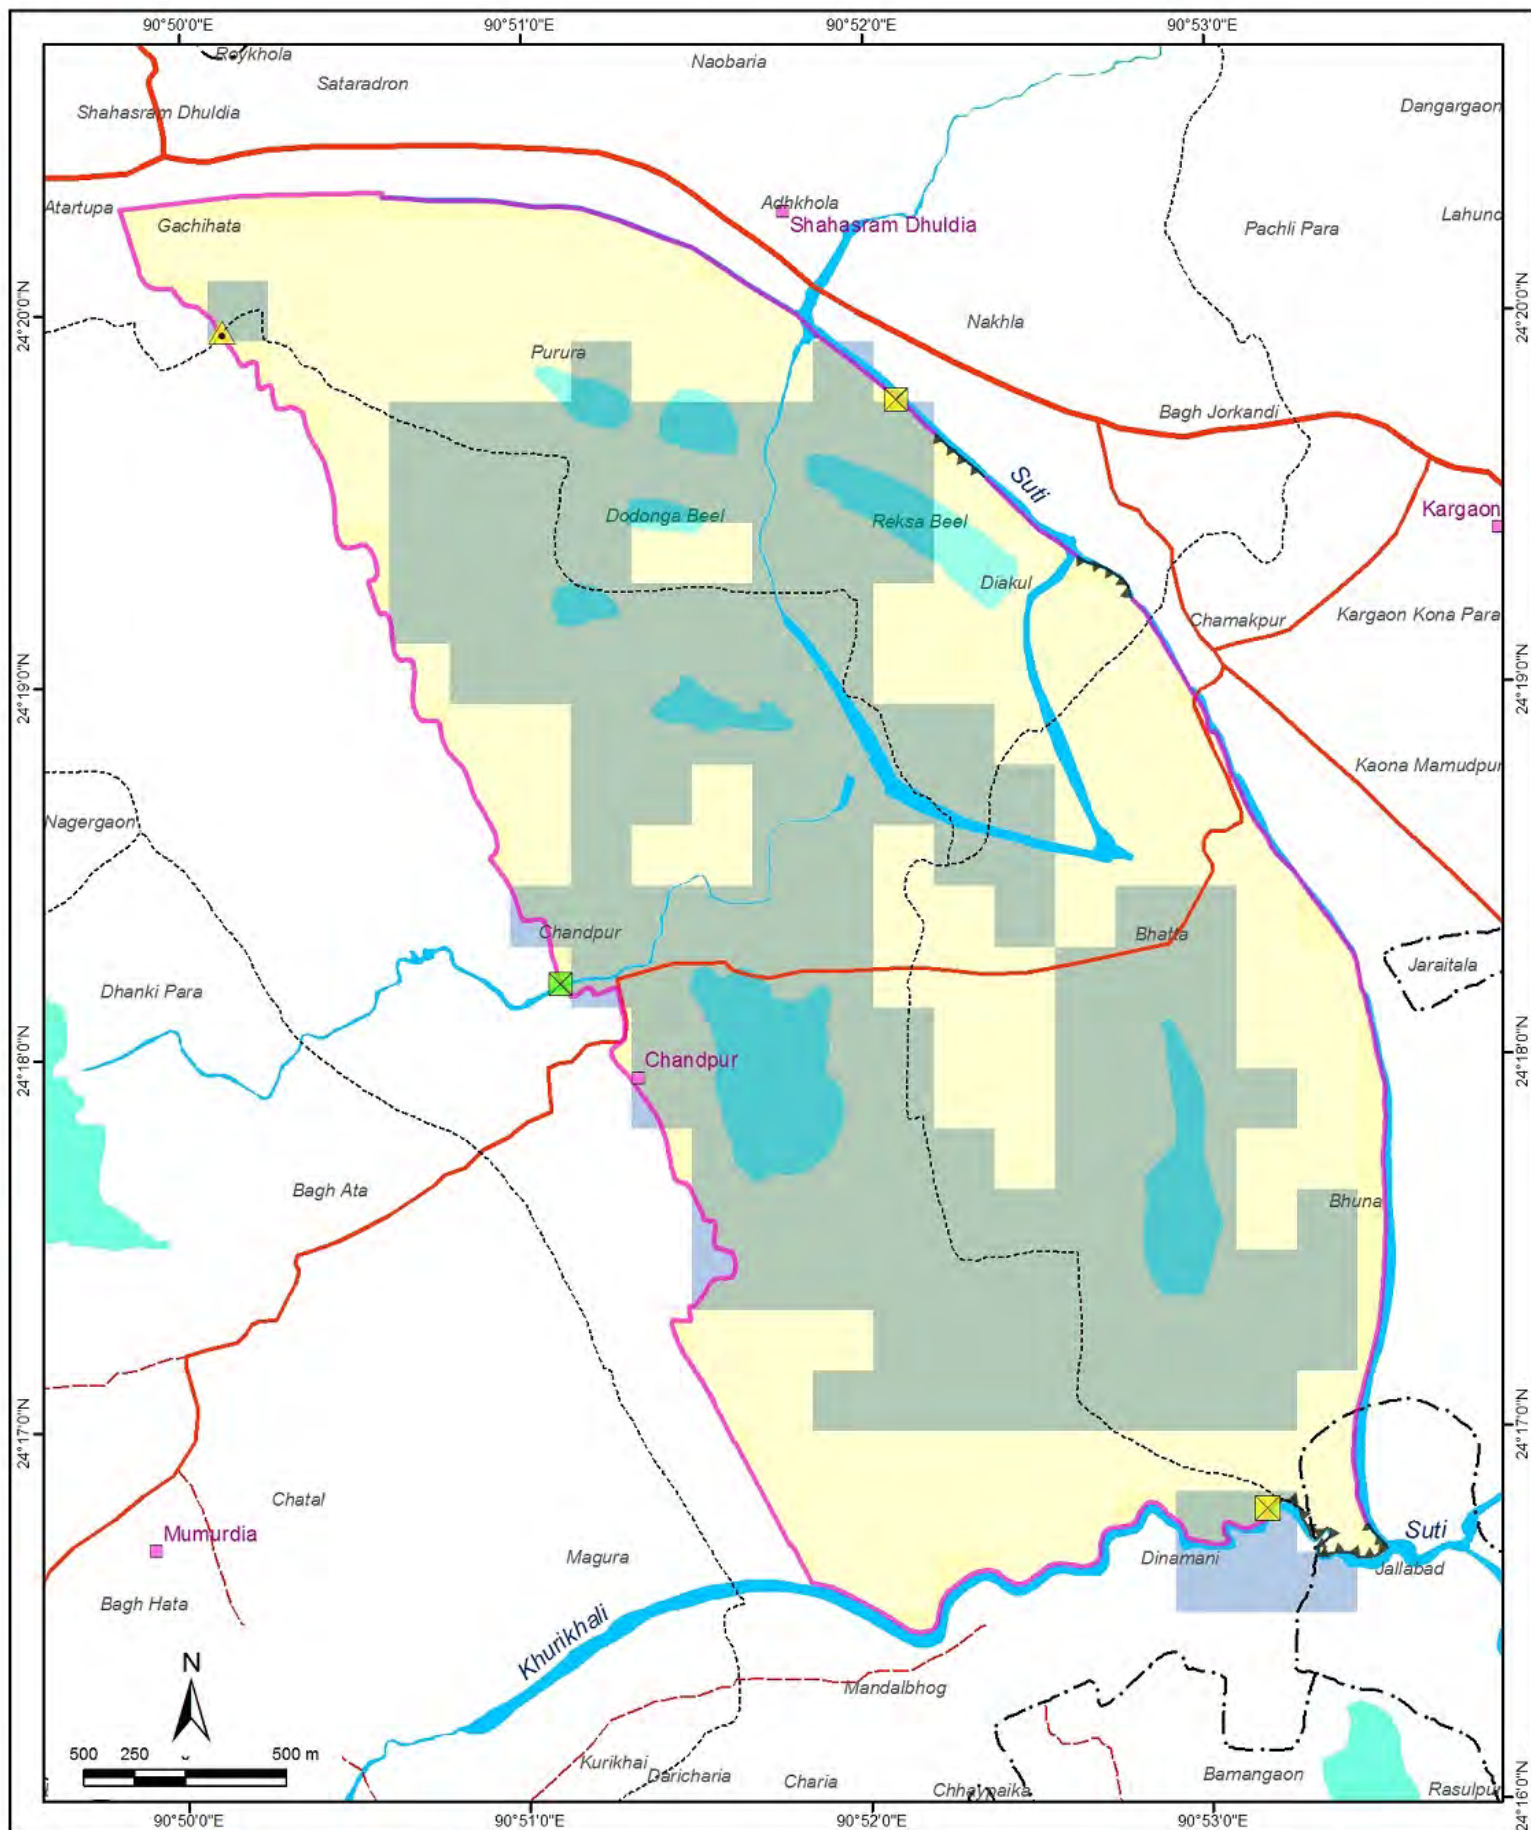 90°50'0"E
90°51'0"E
90°52'0"E
90°53'0"E
Roykhola
Sataradron
Naobaria
Shahasram Dhuldia
Dangargaon
Atartupa
Gachihata
Adhkhola
Shahasram Dhuldia
Pachli Para
Lahund
24°20'0"N
24°20'0"N
Nakhla
Purura
Bagh Jorkandi
Suti
Kargaon
Dodonga Beel
Reksa Beel
Diakul
Chamakpur
Kargaon Kona Para
24°19'0"N
24°19'0"N
Kaona Mamudpur
Nagergaon
Chandpur
Bhatta
Jaraitala
Dhanki Para
24°18'0"N
24°18'0"N
Chandpur
Bagh Ata
Bhuna
24°17'0"N
24°17'0"N
Chatal
Mumurdia
Magura
Dinamani
Suti
Jallabad
Bagh Hata
Khurikhali
N
Mandalbhog
500 250 500 m
Kurikhai
Daricharia
Charia
Chhaypaika
Bamangaon
Rasulpur
24°16'0"N
90°50'0"E
90°51'0"E
90°52'0"E
90°53'0"E